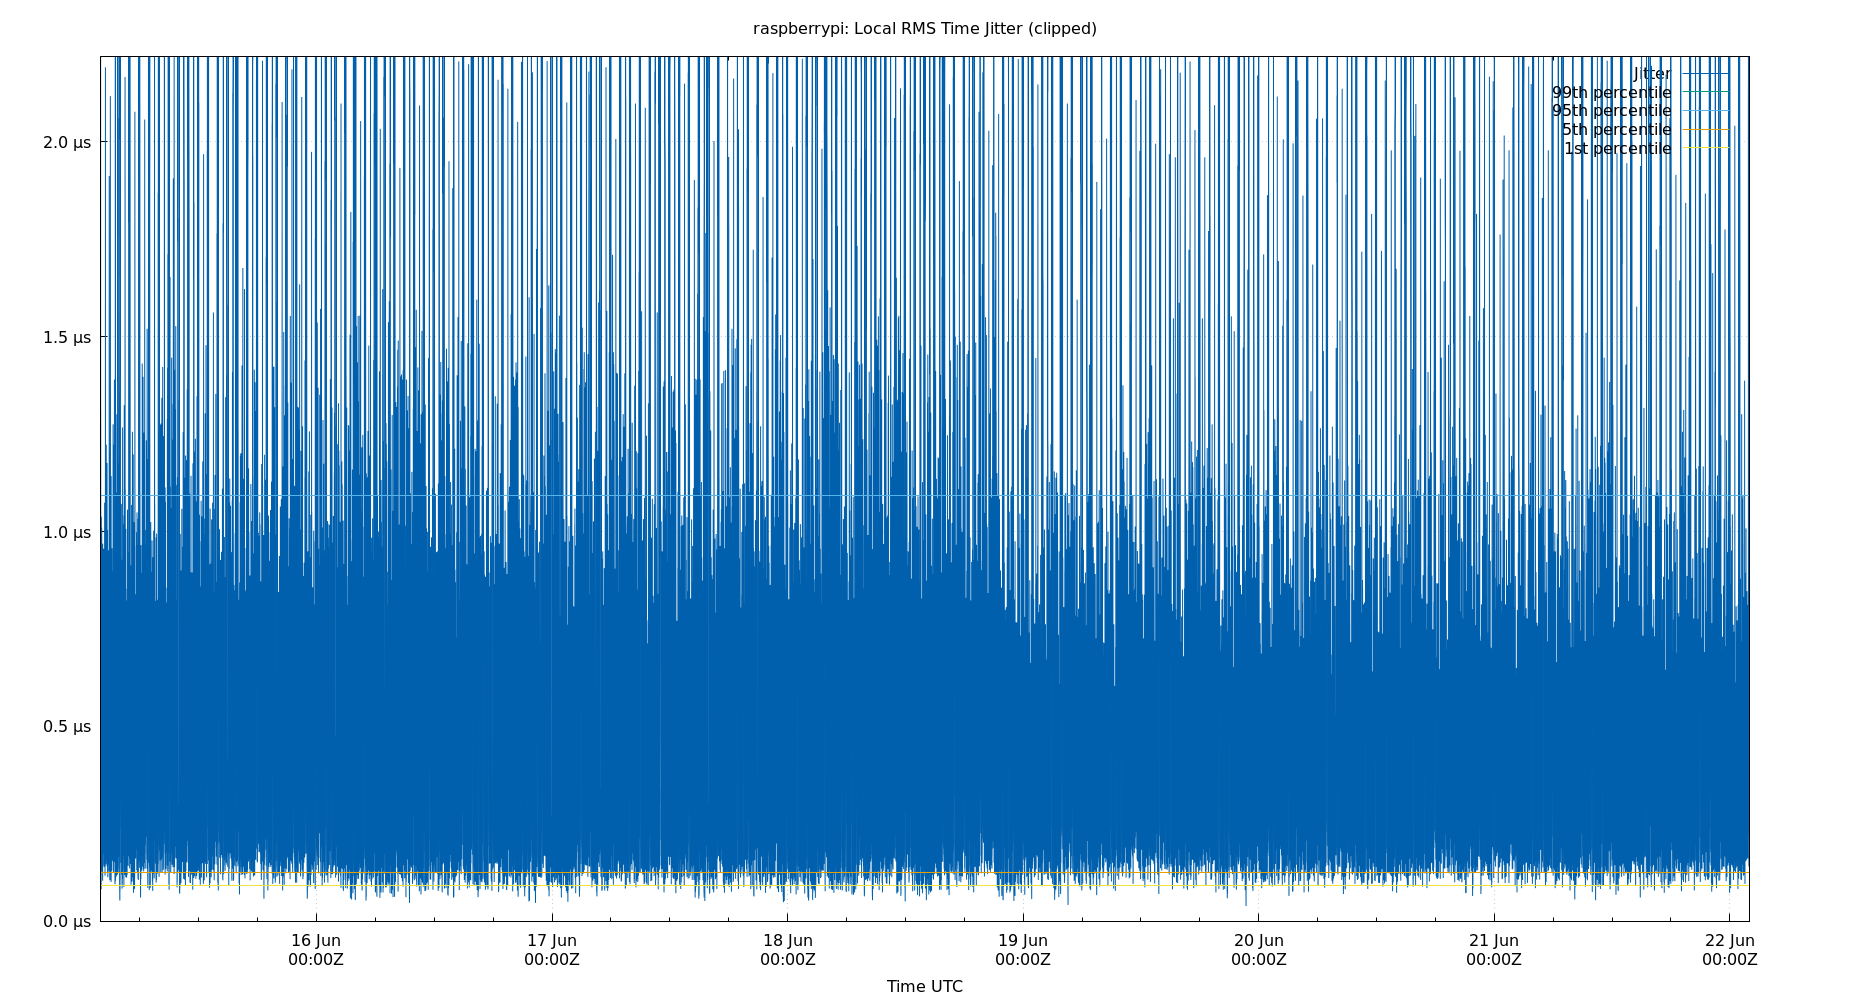 raspberrypi: Local RMS Time Jitter (clipped)
Jitter
99th percentile
95th percentile
5th percentile
1st percentile
2.0 μs
1.5 μs
1.0 μs
0.5 μs
0.0 μs
16 Jun 17 Jun 18 Jun 19 Jun 20 Jun 21 Jun 22 Jun
00:00Z 00:00Z 00:00Z 00:00Z 00:00Z 00:00Z 00:00Z
Time UTC